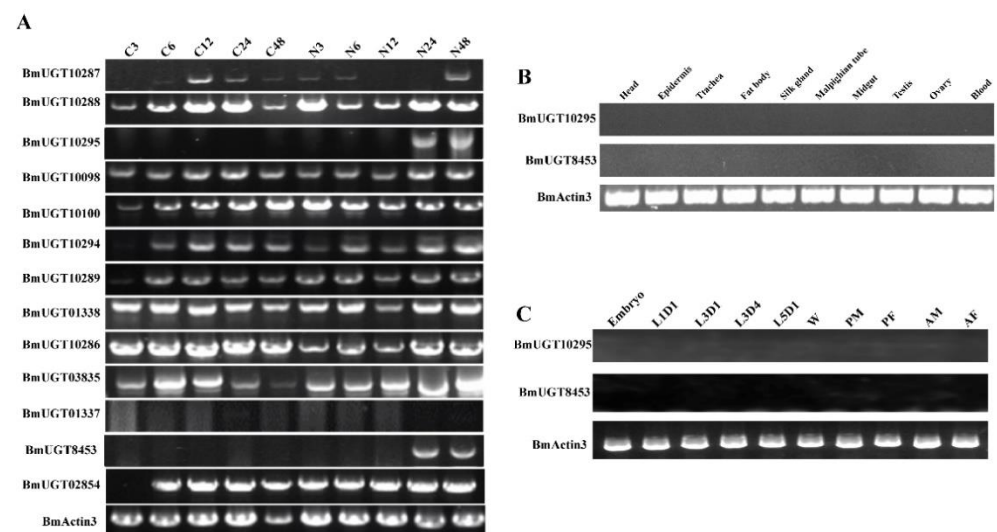 A
C3 C6 C12 C24 C48 N3 N6 N12 N24 N48
BmUGT10287
BmUGT10288
BmUGT10295
BmUGT10098
BmUGT10100
BmUGT10294
BmUGT10289
BmUGT01338
BmUGT10286
BmUGT03835
BmUGT01337
BmUGT8453
BmUGT02854
BmActin3
B
Head Epidermis Trachea Fat body Silk gland Malpighian tube Midgut Testis Ovary Blood
BmUGT10295
BmUGT8453
BmActin3
C
Embryo L1D1 L3D1 L3D4 L5D1 W PM PF AM AF
BmUGT10295
BmUGT8453
BmActin3